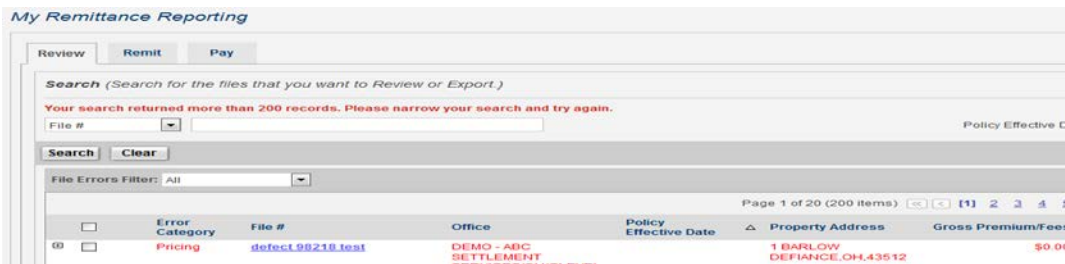 My Remittance Reporting
Review Remit Pay
Search (Search for the files that you want to Review or Export.)
Your search returned more than 200 records. Please narrow your search and try again.
File # Policy Effective D
Search Clear
File Errors Filter: All
Page 1 of 20 (200 items) [1] 2 3 4
Error Category File # Office Policy Effective Date Property Address Gross Premium/Fees
Pricing defect 98218 test DEMO - ABC 1 BARLOW $0.00
SETTLEMENT DEFIANCE,OH,43512